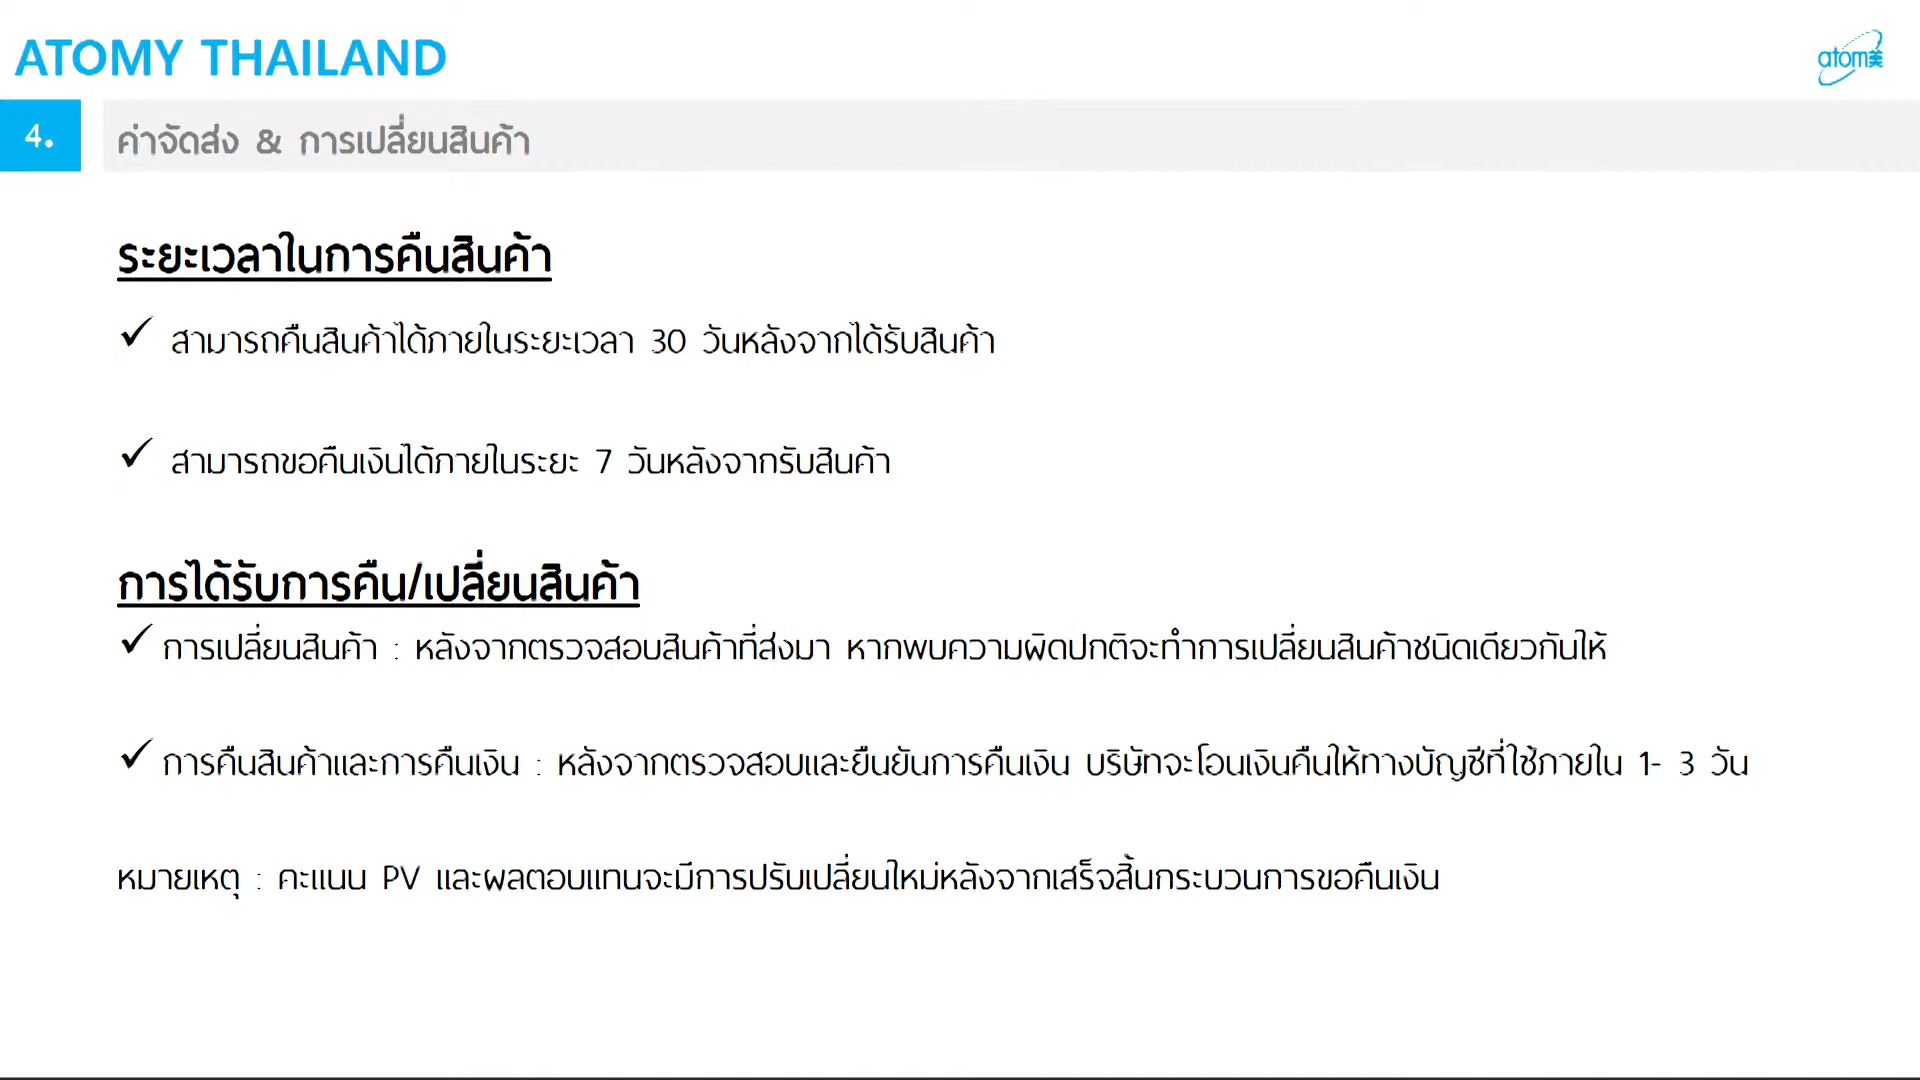 ATOMY THAILAND
atom美
4. ค่าจัดส่ง & การเปลี่ยนสินค้า
ระยะเวลาในการคืนสินค้า
✓ สามารถคืนสินค้าได้ภายในระยะเวลา 30 วันหลังจากได้รับสินค้า
✓ สามารถขอคืนเงินได้ภายในระยะ 7 วันหลังจากรับสินค้า
การได้รับการคืน/เปลี่ยนสินค้า
✓ การเปลี่ยนสินค้า : หลังจากตรวจสอบสินค้าที่ส่งมา หากพบความผิดปกติจะทำการเปลี่ยนสินค้าชนิดเดียวกันให้
✓ การคืนสินค้าและการคืนเงิน : หลังจากตรวจสอบและยืนยันการคืนเงิน บริษัทจะโอนเงินคืนให้ทางบัญชีที่ใช้ภายใน 1- 3 วัน
หมายเหตุ : คะแนน PV และผลตอบแทนจะมีการปรับเปลี่ยนใหม่หลังจากเสร็จสิ้นกระบวนการขอคืนเงิน